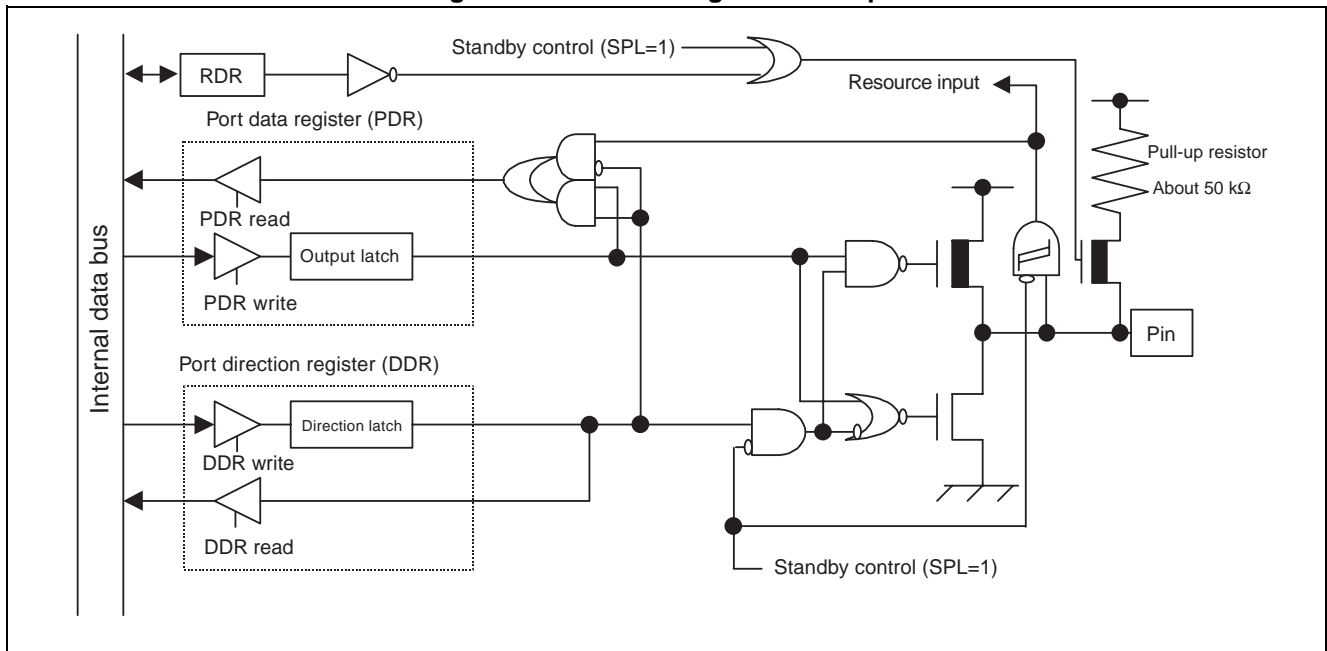 Standby control (SPL=1)
RDR
Resource input
Port data register (PDR)
Pull-up resistor
About 50 kΩ
PDR read
Output latch
PDR write
Internal data bus
Pin
Port direction register (DDR)
Direction latch
DDR write
DDR read
Standby control (SPL=1)